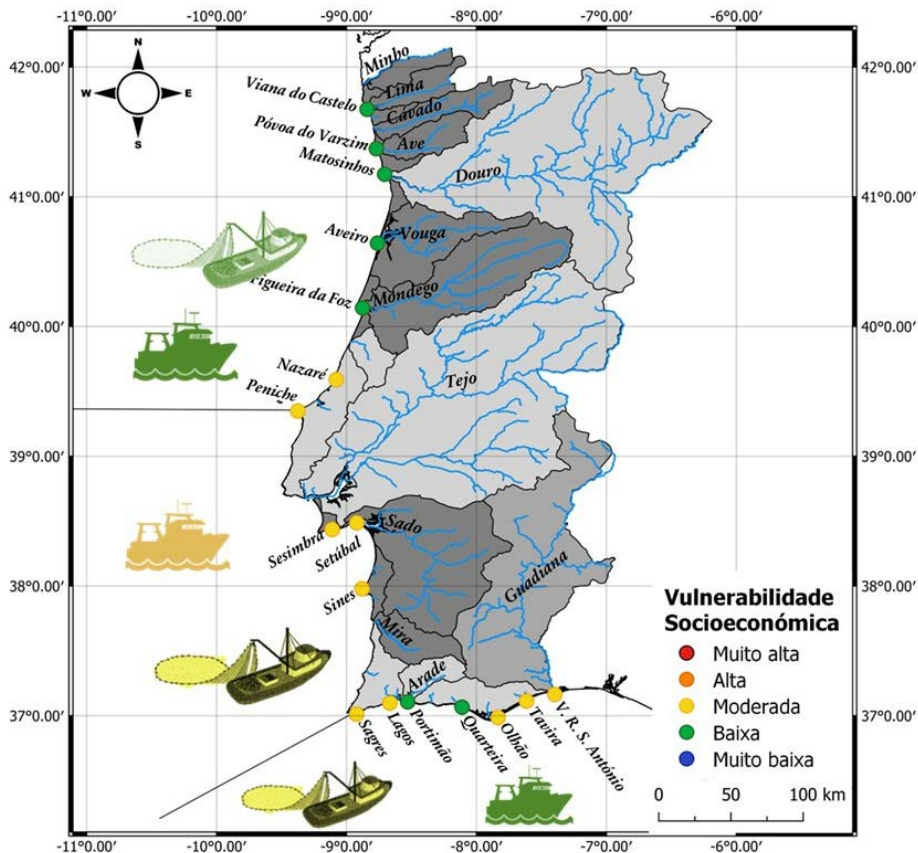 -11°0.00′ -10°0.00′ -9°0.00′ -8°0.00′ -7°0.00′ -6°0.00′
N
W E
S
42°0.00′ 42°0.00′
41°0.00′ 41°0.00′
40°0.00′ 40°0.00′
39°0.00′ 39°0.00′
38°0.00′ 38°0.00′
37°0.00′ 37°0.00′
Minho
Lima
Viana do Castelo
Cávado
Póvoa do Varzim
Ave
Matosinhos
Douro
Aveiro
Vouga
Figueira da Foz
Mondego
Nazaré
Peniche
Tejo
Sesimbra
Setúbal
Sado
Sines
Guadiana
Mira
Arade
Sagres
Lagos
Portimão
Quarteira
Olhão
Tavira
V. R. S. António
Vulnerabilidade
Socioeconómica
Muito alta
Alta
Moderada
Baixa
Muito baixa
0 50 100 km
-11°0.00′ -10°0.00′ -9°0.00′ -8°0.00′ -7°0.00′ -6°0.00′